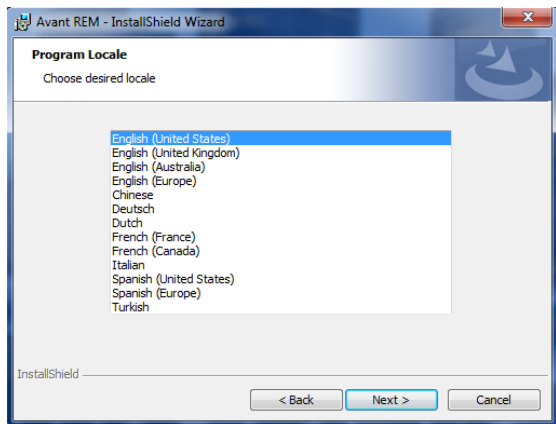 Avant REM - InstallShield Wizard
Program Locale
Choose desired locale
English (United States)
English (United Kingdom)
English (Australia)
English (Europe)
Chinese
Deutsch
Dutch
French (France)
French (Canada)
Italian
Spanish (United States)
Spanish (Europe)
Turkish
InstallShield
< Back Next > Cancel